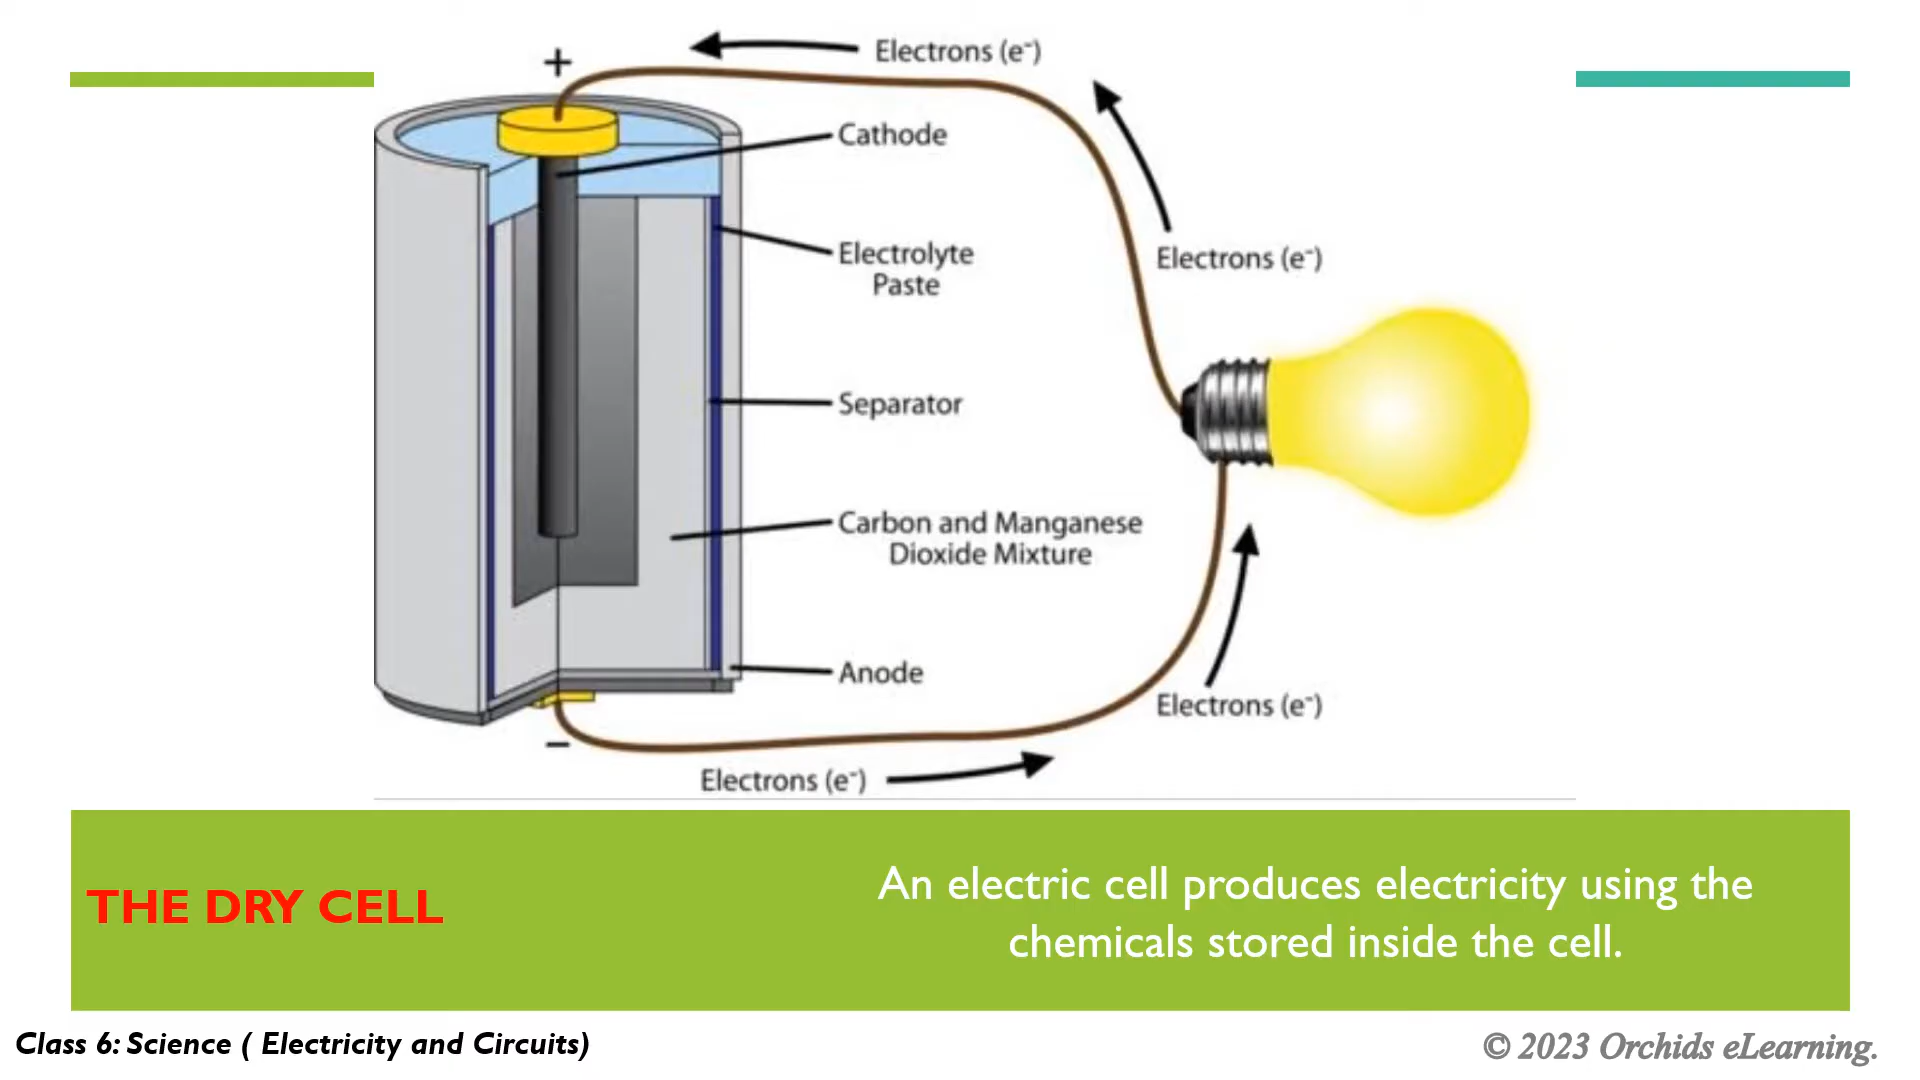 +
Electrons (e⁻)
Cathode
Electrolyte
Paste
Electrons (e⁻)
Separator
Carbon and Manganese
Dioxide Mixture
Anode
Electrons (e⁻)
–
Electrons (e⁻)
THE DRY CELL
An electric cell produces electricity using the
chemicals stored inside the cell.
Class 6: Science ( Electricity and Circuits)
© 2023 Orchids eLearning.